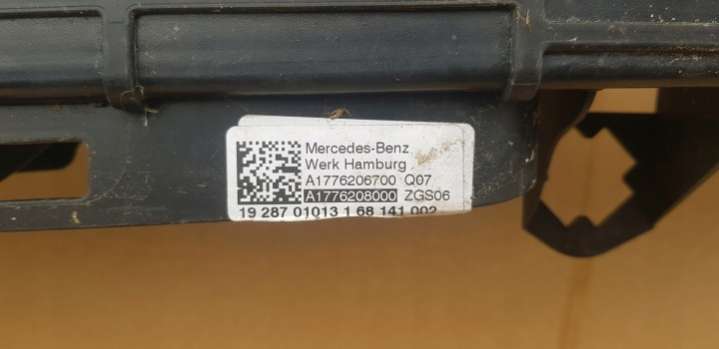 Mercedes-Benz
Werk Hamburg
A1776206700 Q07
A1776208000 ZGS06
19 287 01013 1 68 141 002